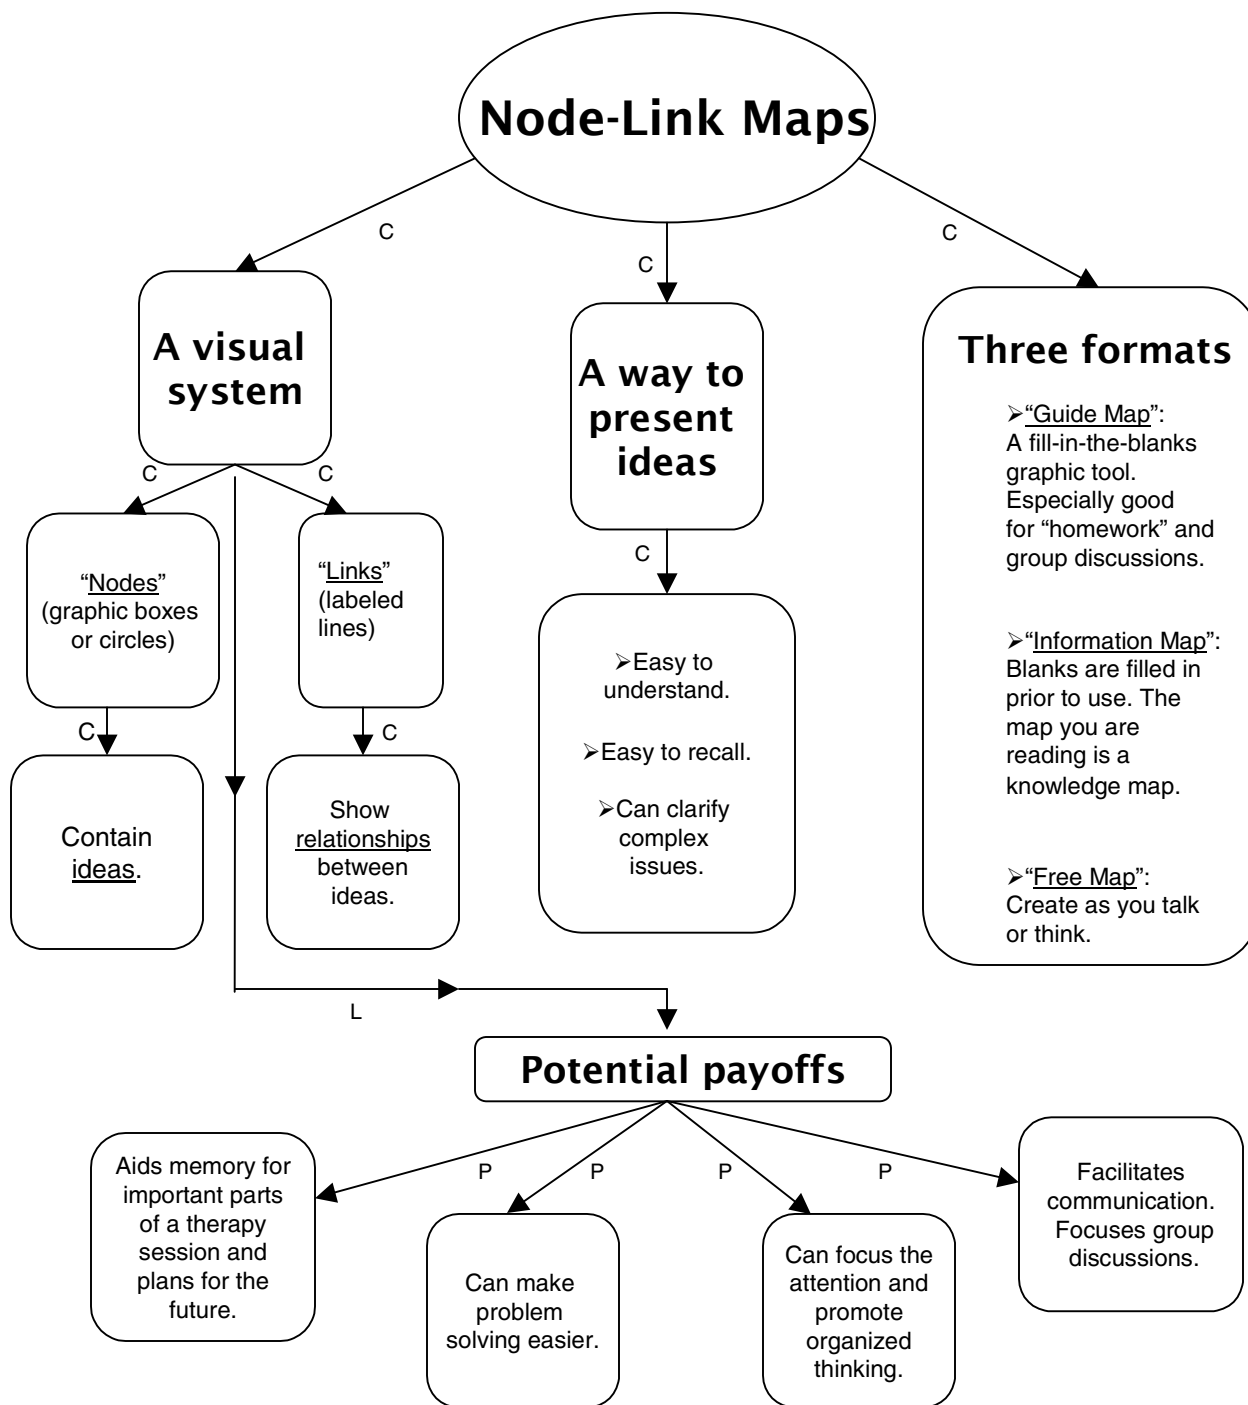 Node-Link Maps
C
C
C
A visual
system
A way to
present
ideas
Three formats
➢"Guide Map":
A fill-in-the-blanks
graphic tool.
Especially good
for "homework" and
group discussions.
➢"Information Map":
Blanks are filled in
prior to use. The
map you are
reading is a
knowledge map.
➢"Free Map":
Create as you talk
or think.
C
C
C
"Nodes"
(graphic boxes
or circles)
"Links"
(labeled
lines)
➢Easy to
understand.
➢Easy to recall.
➢Can clarify
complex
issues.
C
C
Contain
ideas.
Show
relationships
between
ideas.
L
Potential payoffs
P
P
P
P
Aids memory for
important parts
of a therapy
session and
plans for the
future.
Can make
problem
solving easier.
Can focus the
attention and
promote
organized
thinking.
Facilitates
communication.
Focuses group
discussions.